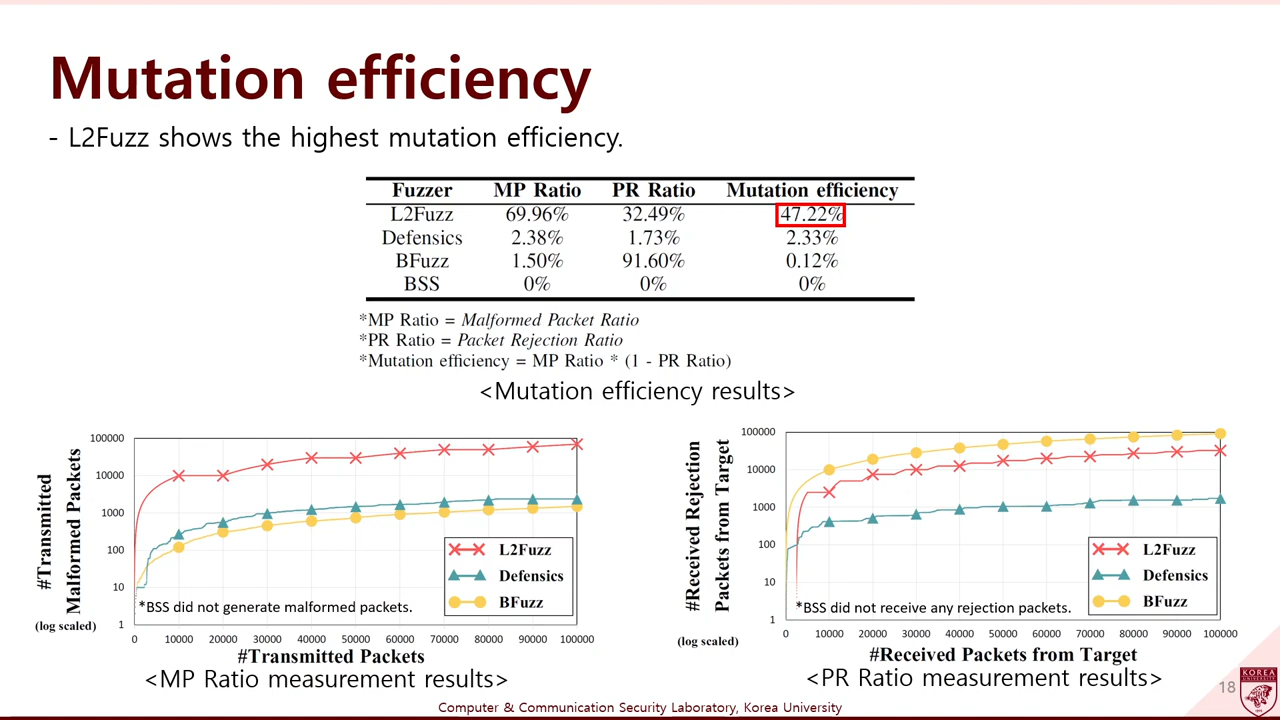 Mutation efficiency
- L2Fuzz shows the highest mutation efficiency.
Fuzzer MP Ratio PR Ratio Mutation efficiency
L2Fuzz 69.96% 32.49% 47.22%
Defensics 2.38% 1.73% 2.33%
BFuzz 1.50% 91.60% 0.12%
BSS 0% 0% 0%
*MP Ratio = Malformed Packet Ratio
*PR Ratio = Packet Rejection Ratio
*Mutation efficiency = MP Ratio * (1 - PR Ratio)
<Mutation efficiency results>
#Transmitted
Malformed Packets
(log scaled)
100000
10000
1000
100
10
1
L2Fuzz
Defensics
BFuzz
*BSS did not generate malformed packets.
0 10000 20000 30000 40000 50000 60000 70000 80000 90000 100000
#Transmitted Packets
<MP Ratio measurement results>
#Received Rejection
Packets from Target
(log scaled)
100000
10000
1000
100
10
1
L2Fuzz
Defensics
BFuzz
*BSS did not receive any rejection packets.
0 10000 20000 30000 40000 50000 60000 70000 80000 90000 100000
#Received Packets from Target
<PR Ratio measurement results>
18
KOREA
UNIVERSITY
Computer & Communication Security Laboratory, Korea University